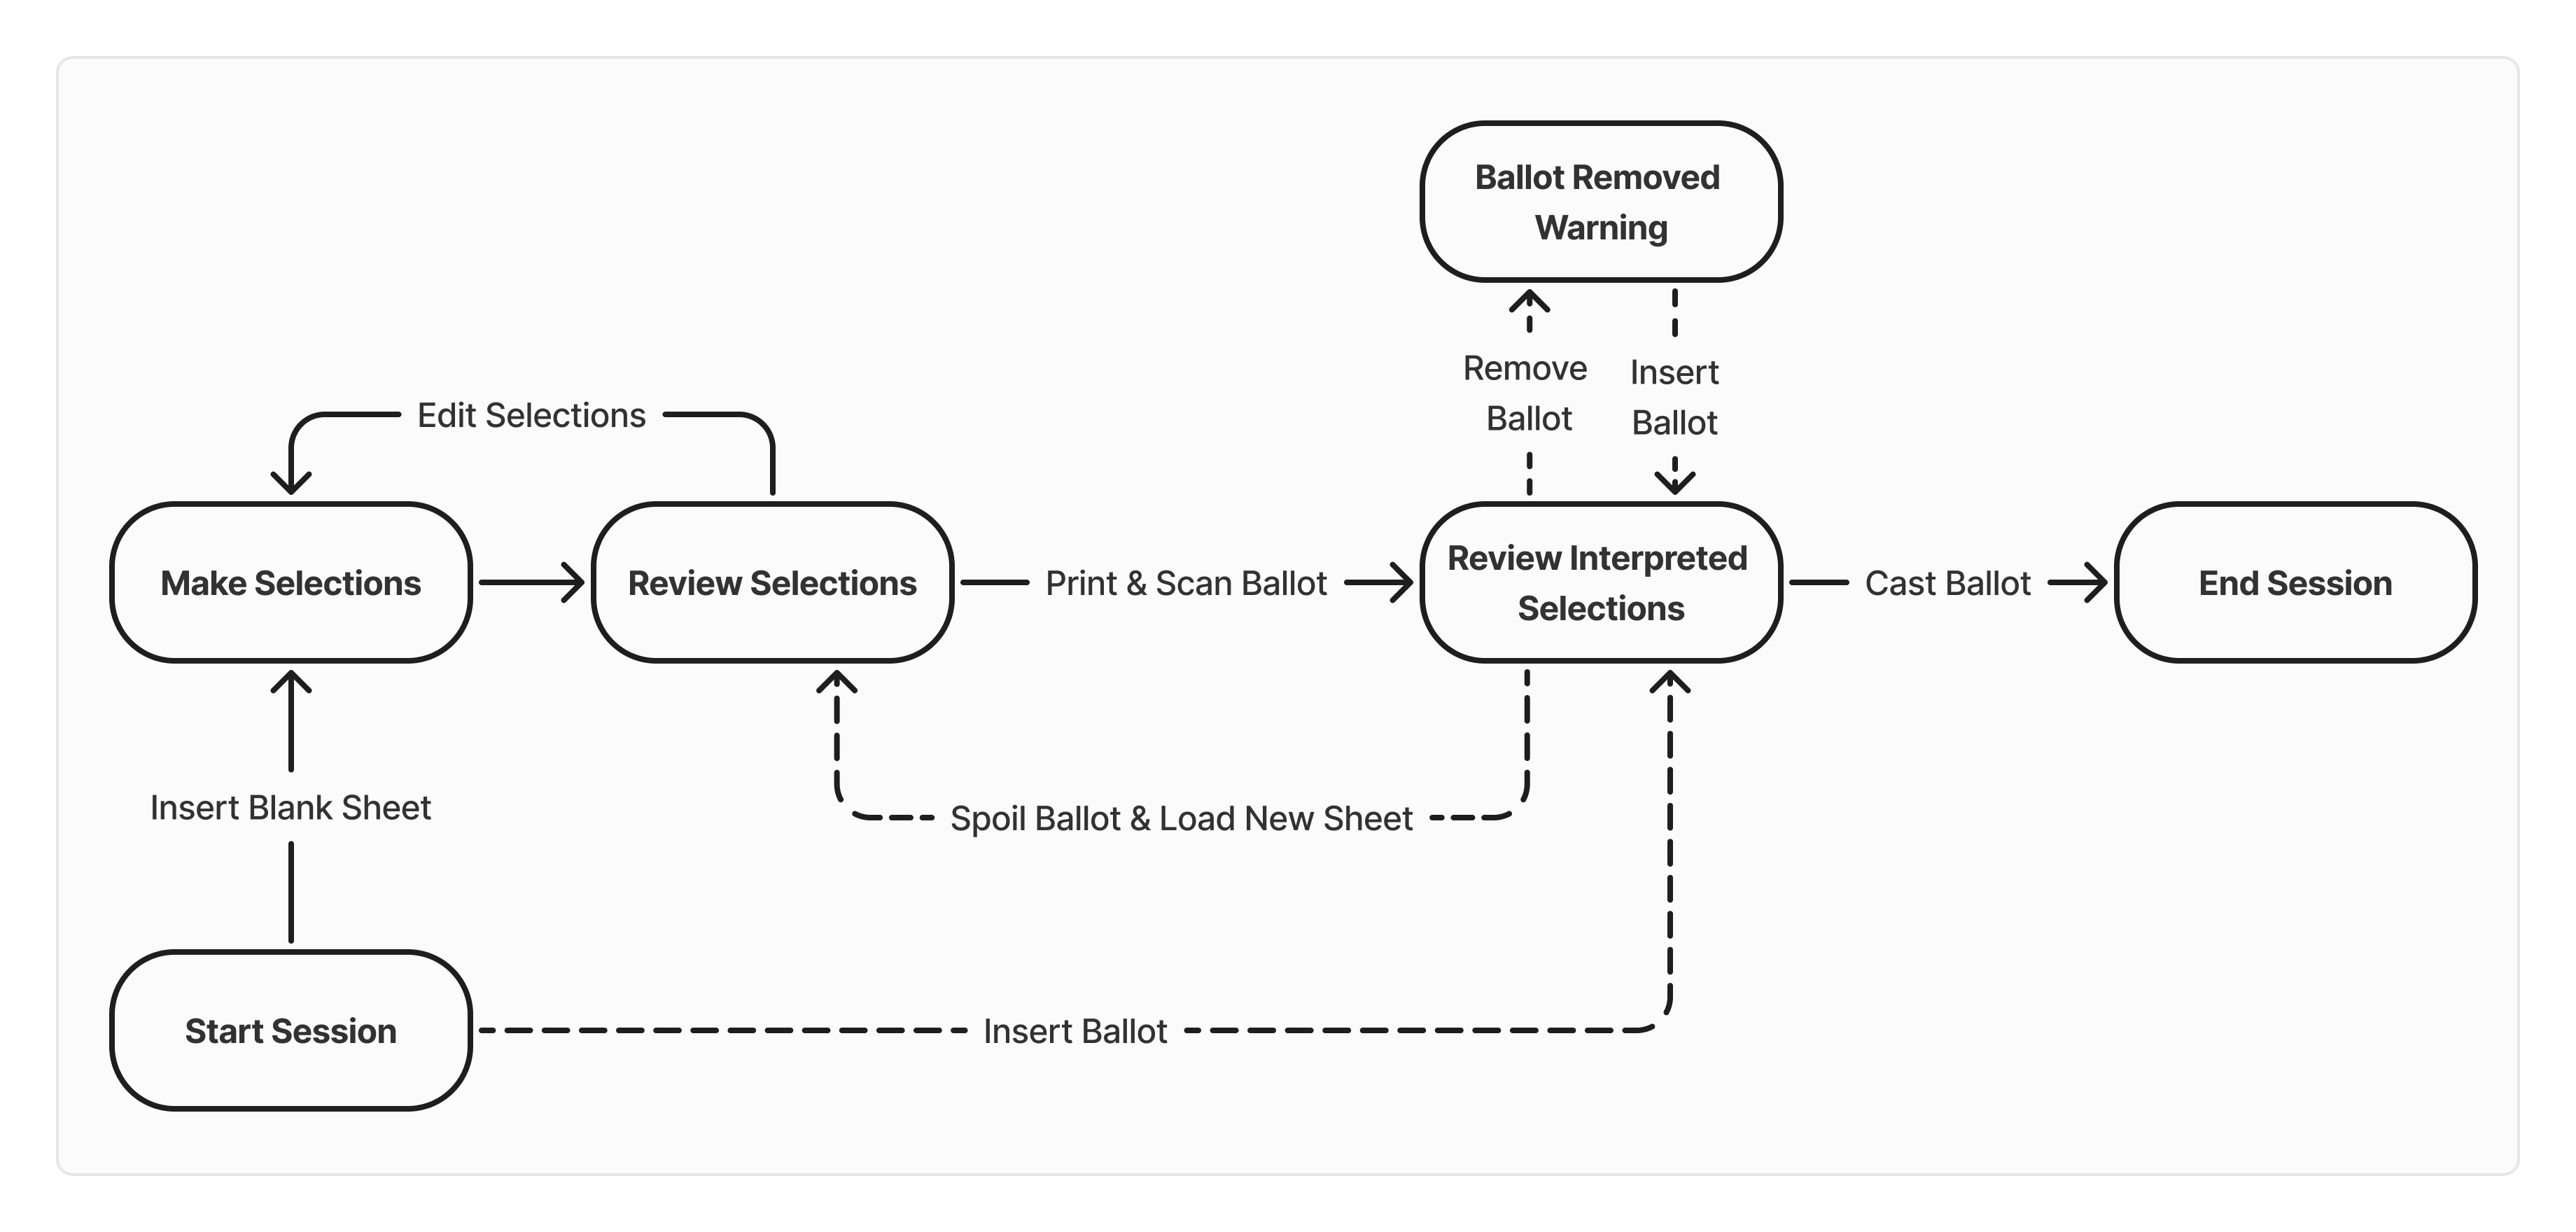 Ballot Removed
Warning
Remove
Ballot
Insert
Ballot
Edit Selections
Make Selections
Review Selections
Print & Scan Ballot
Review Interpreted
Selections
Cast Ballot
End Session
Insert Blank Sheet
Spoil Ballot & Load New Sheet
Start Session
Insert Ballot